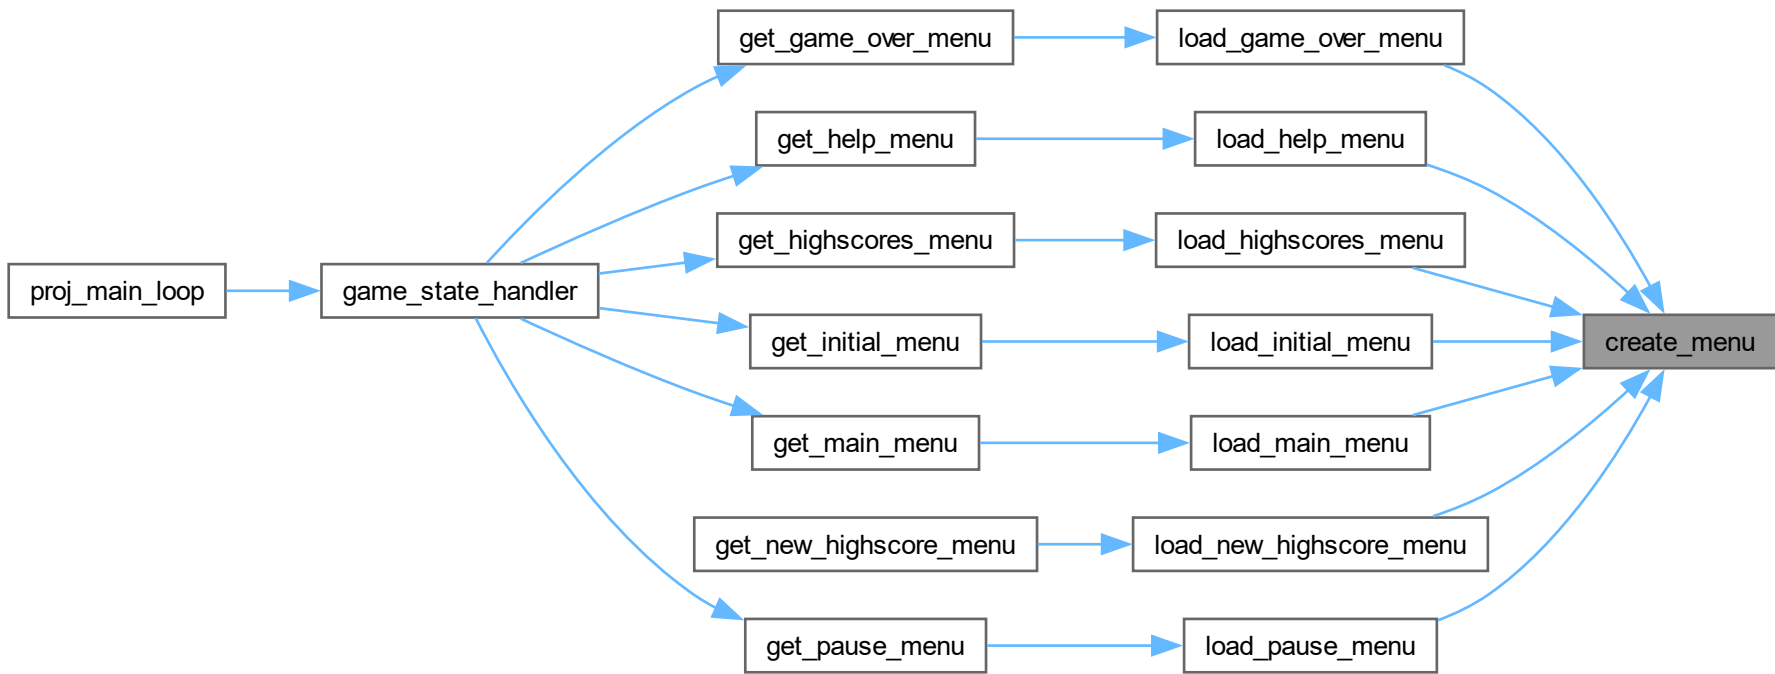 get_game_over_menu
load_game_over_menu
get_help_menu
load_help_menu
get_highscores_menu
load_highscores_menu
proj_main_loop
game_state_handler
get_initial_menu
load_initial_menu
create_menu
get_main_menu
load_main_menu
get_new_highscore_menu
load_new_highscore_menu
get_pause_menu
load_pause_menu